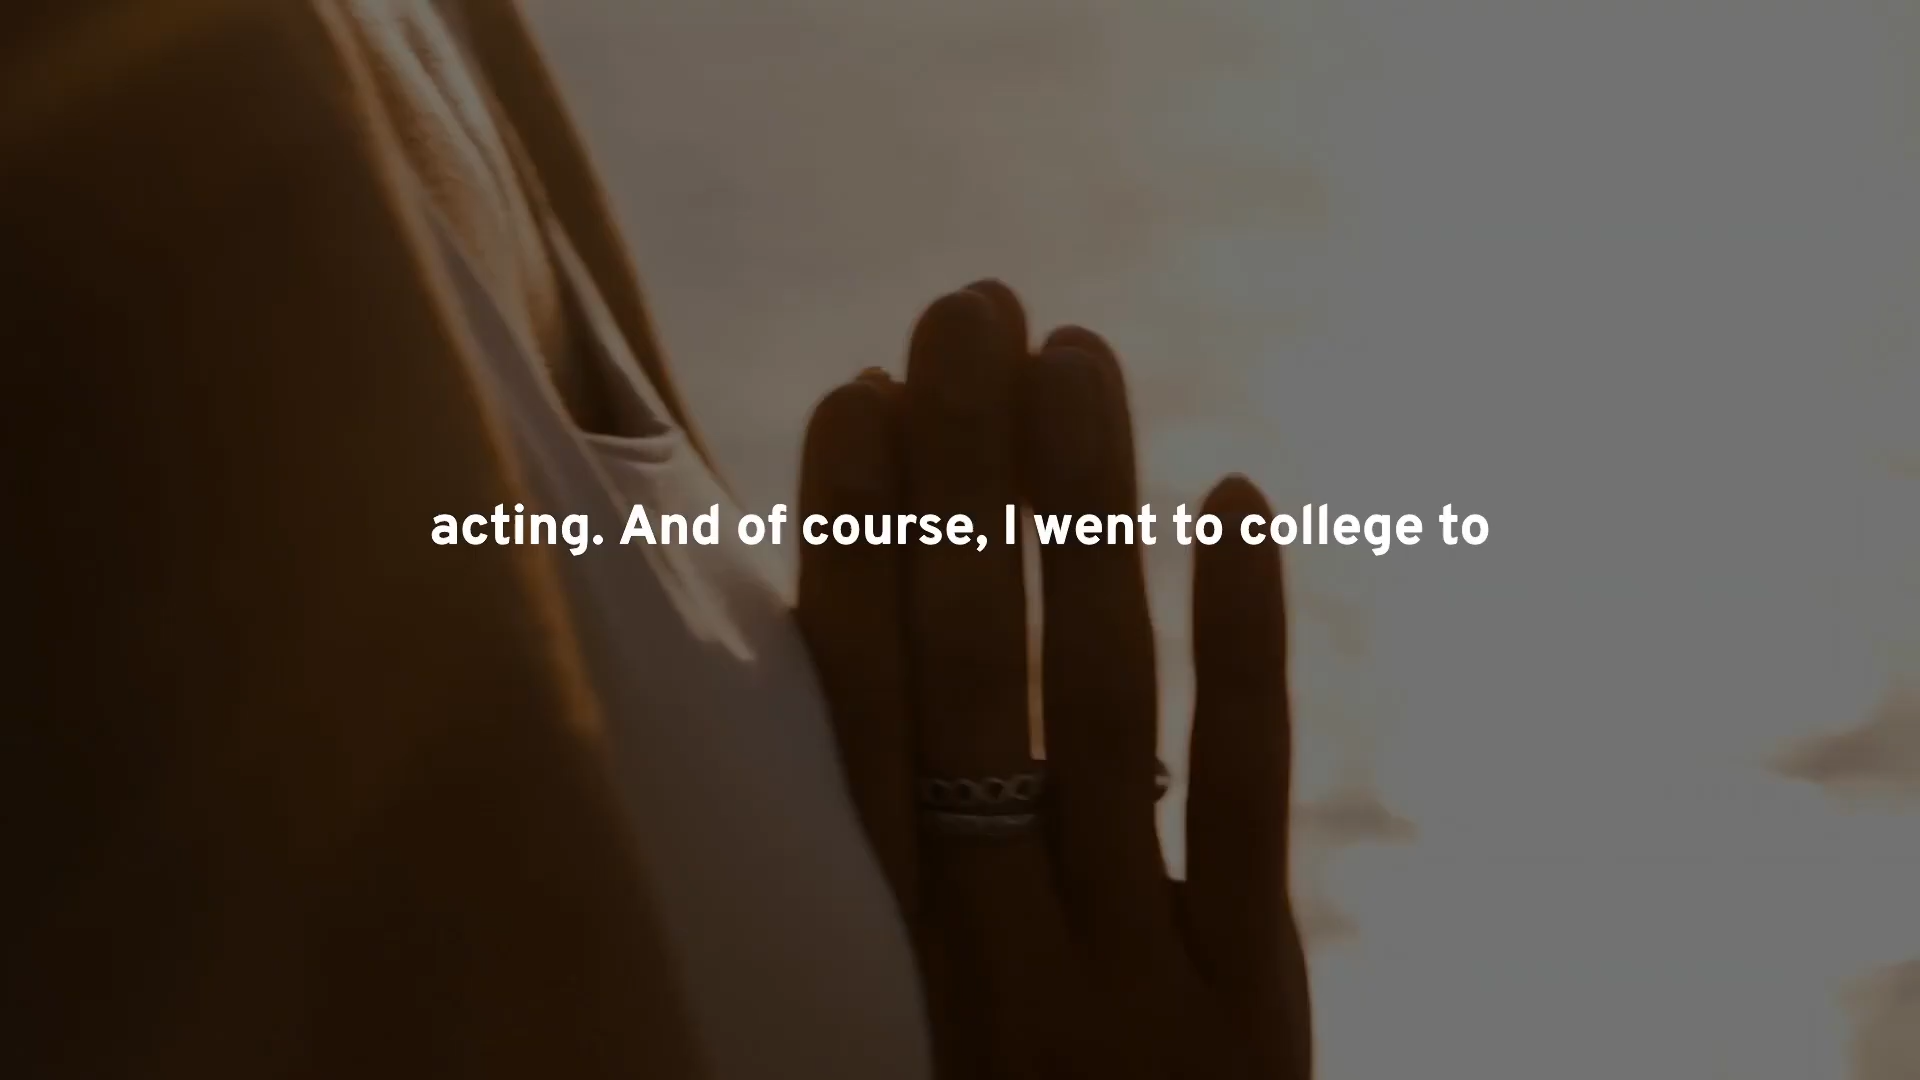 acting. And of course, I went to college to